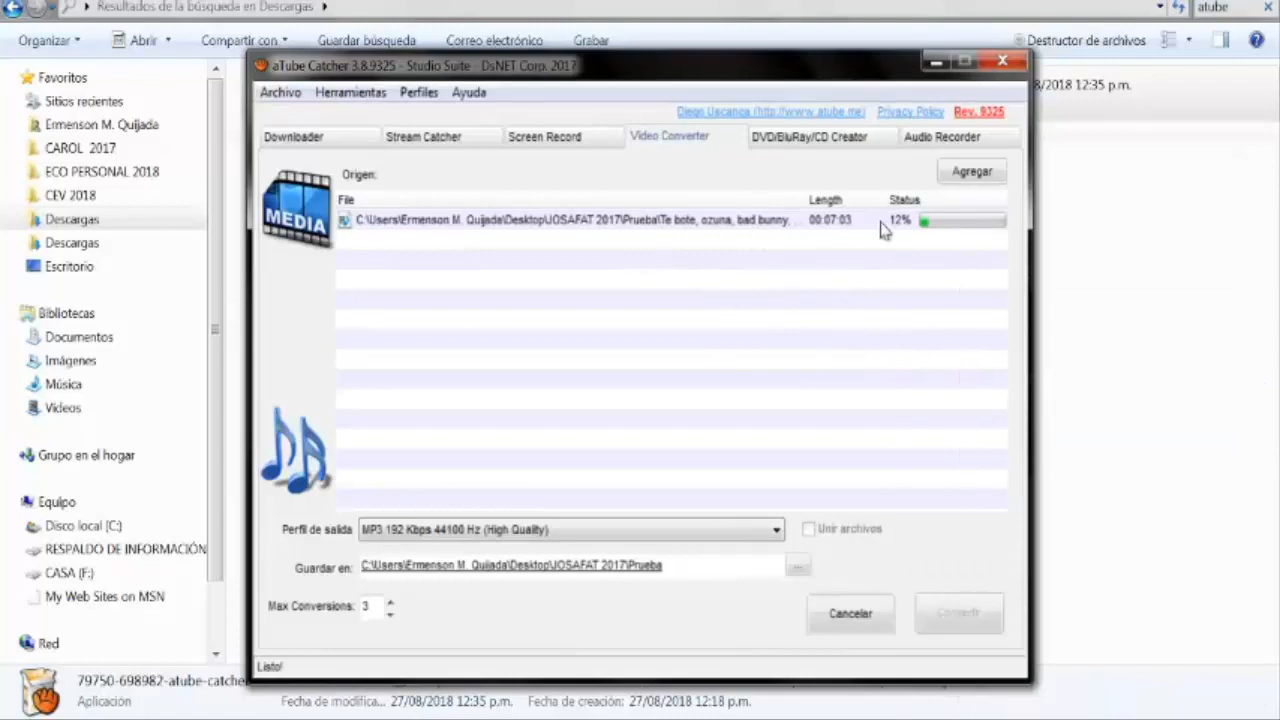 Resultados de la búsqueda en Descargas
atube
Organizar
Abrir
Compartir con
Guardar búsqueda
Correo electrónico
Grabar
Destructor de archivos
Favoritos
Sitios recientes
Ermenson M. Quijada
CAROL 2017
ECO PERSONAL 2018
CEV 2018
Descargas
Descargas
Escritorio
Bibliotecas
Documentos
Imágenes
Música
Videos
Grupo en el hogar
Equipo
Disco local (C:)
RESPALDO DE INFORMACIÓN
CASA (F:)
My Web Sites on MSN
Red
8/2018 12:35 p.m.
aTube Catcher 3.8.9325 - Studio Suite - DsNET Corp. 2017
Archivo Herramientas Perfiles Ayuda
Diego Uscanga (http://www.atube.me) Privacy Policy Rev. 9325
Downloader Stream Catcher Screen Record Video Converter DVD/BluRay/CD Creator Audio Recorder
Origen:
Agregar
MEDIA
File Length Status
C:\Users\Ermenson M. Quijada\Desktop\JOSAFAT 2017\Prueba\Te bote, ozuna, bad bunny, ... 00:07:03 12%
Perfil de salida MP3 192 Kbps 44100 Hz (High Quality)
Unir archivos
Guardar en: C:\Users\Ermenson M. Quijada\Desktop\JOSAFAT 2017\Prueba
...
Max Conversions: 3
Cancelar
Convertir
Listo!
79750-698982-atube-catche
Aplicación
Fecha de modifica... 27/08/2018 12:35 p.m.
Fecha de creación: 27/08/2018 12:18 p.m.